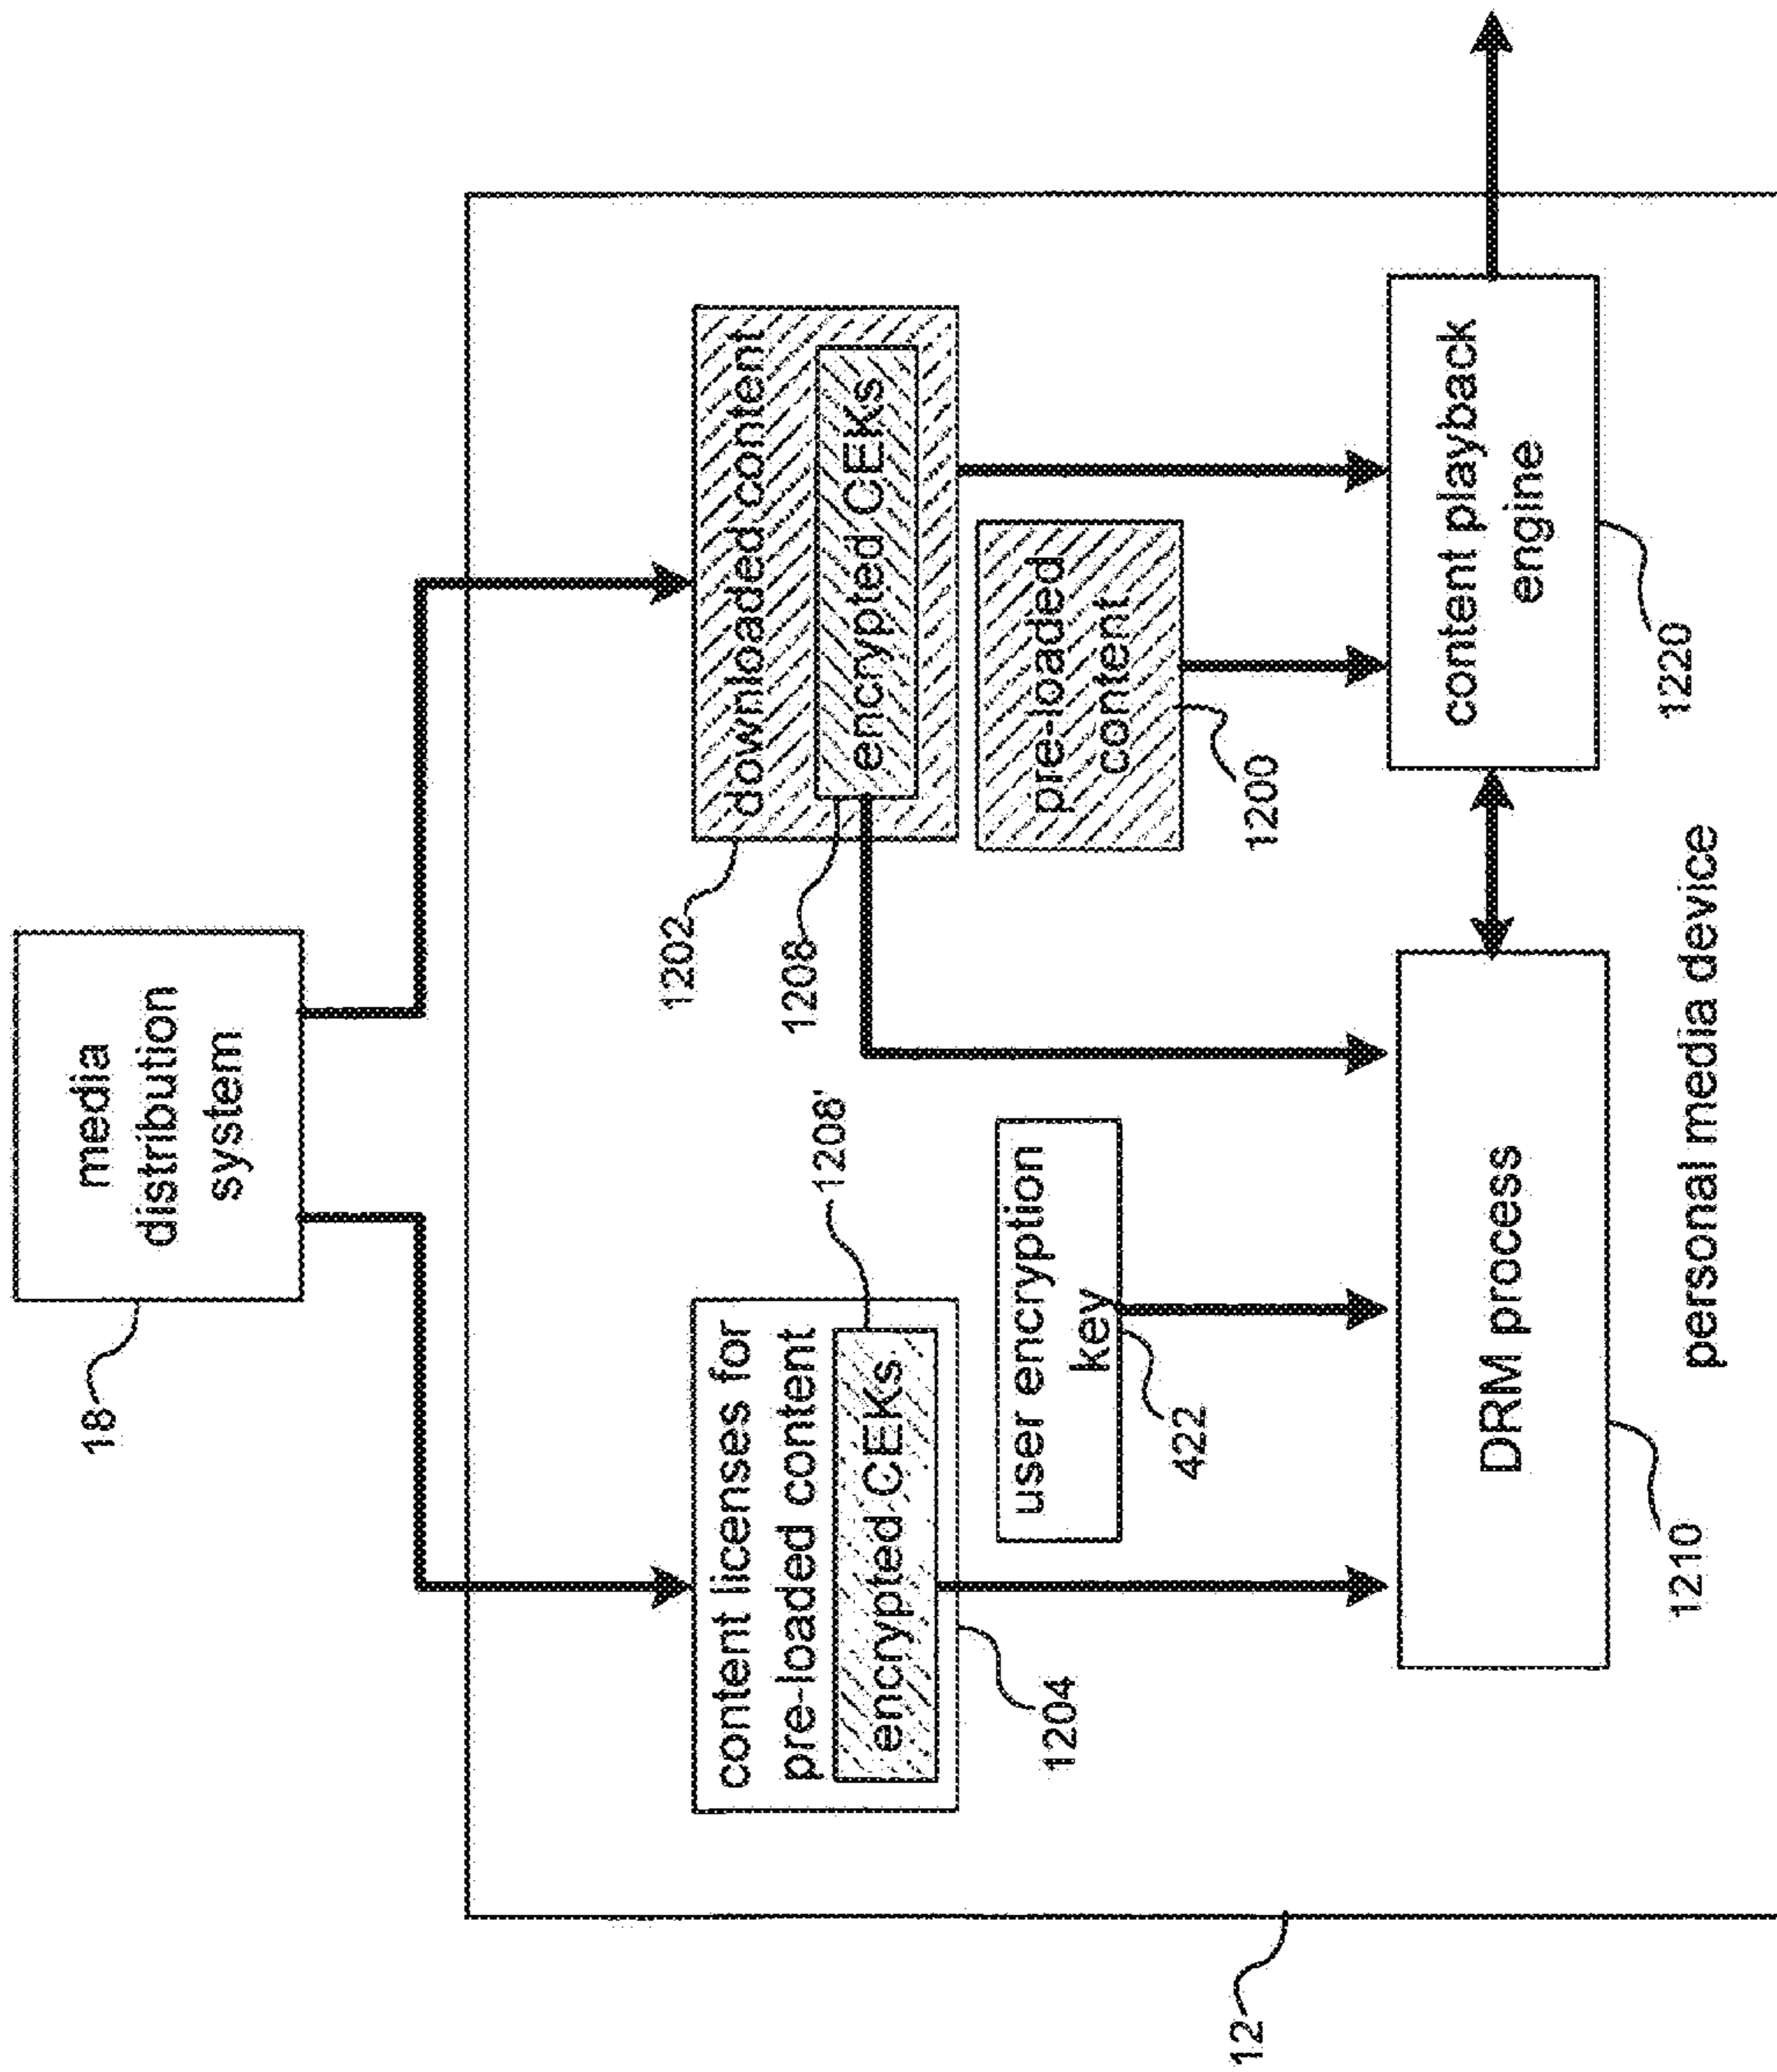 media
distribution
system
18
content licenses for
pre-loaded content
encrypted CEKs
1208'
1204
downloaded content
encrypted CEKs
1202
1208
user encryption
key
422
pre-loaded
content
1200
DRM process
1210
content playback
engine
1220
personal media device
12